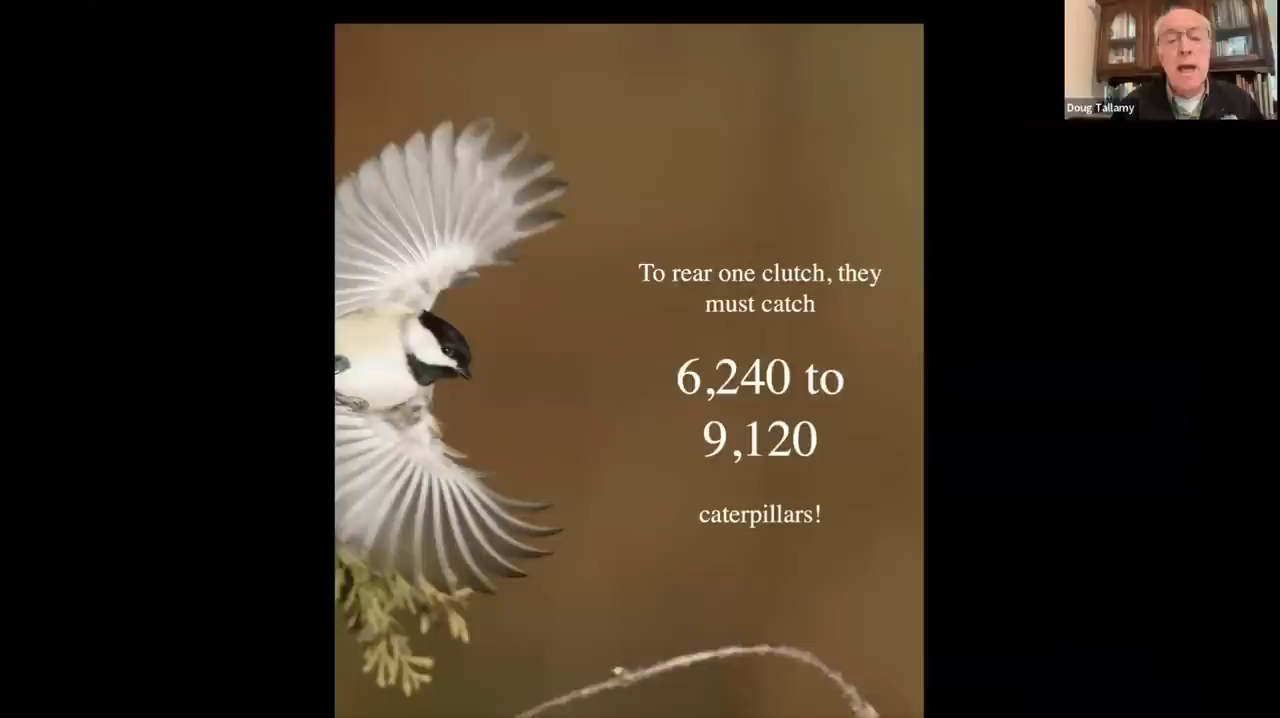 Doug Tallamy
To rear one clutch, they
must catch
6,240 to
9,120
caterpillars!